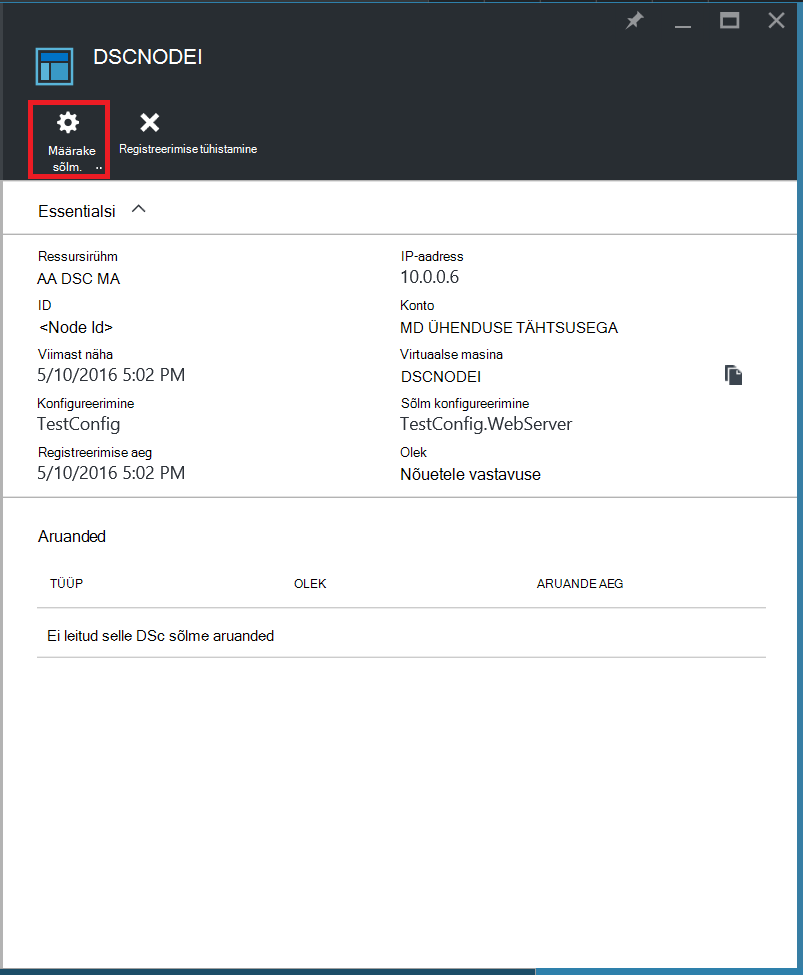 DSCNODEI
Määrake
sõlm. ..
Registreerimise tühistamine
Essentialsi
Ressursirühm
AA DSC MA
IP-aadress
10.0.0.6
ID
<Node Id>
Konto
MD ÜHENDUSE TÄHTSUSEGA
Viimast näha
5/10/2016 5:02 PM
Virtuaalse masina
DSCNODEI
Konfigureerimine
TestConfig
Sõlm konfigureerimine
TestConfig.WebServer
Registreerimise aeg
5/10/2016 5:02 PM
Olek
Nõuetele vastavuse
Aruanded
TÜÜP OLEK ARUANDE AEG
Ei leitud selle DSc sõlme aruanded